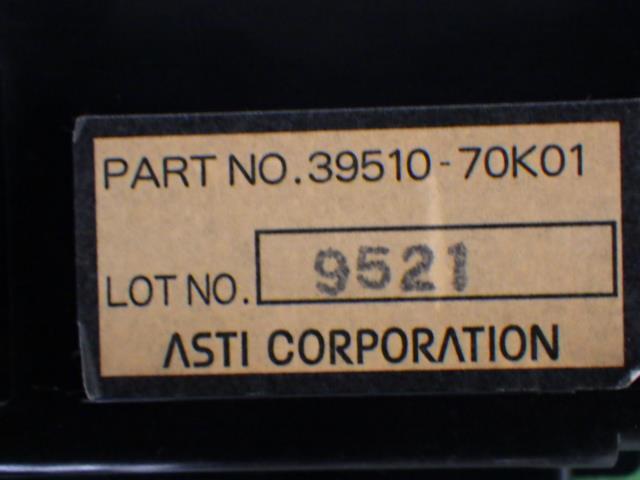 PART NO. 39510-70K01
LOT NO. 9521
ASTI CORPORATION